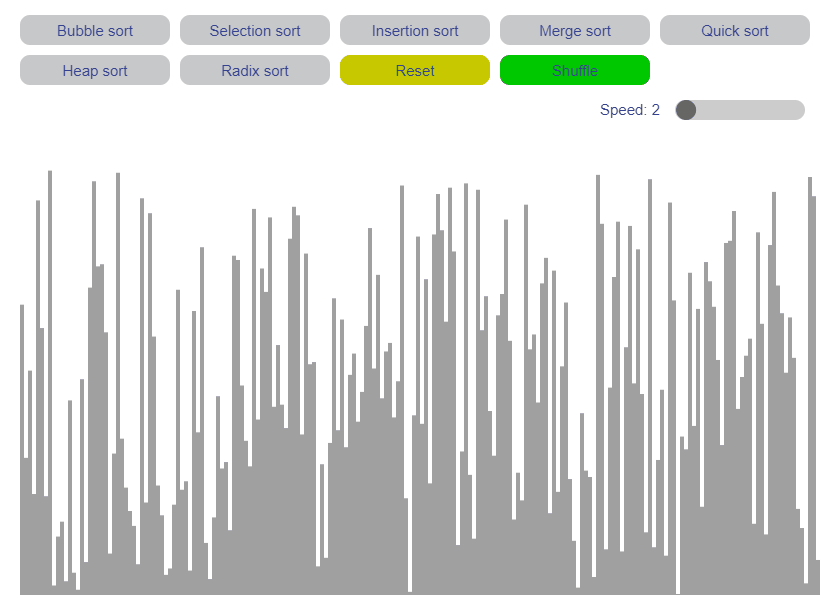 Bubble sort Selection sort Insertion sort Merge sort Quick sort
Heap sort Radix sort Reset Shuffle
Speed: 2